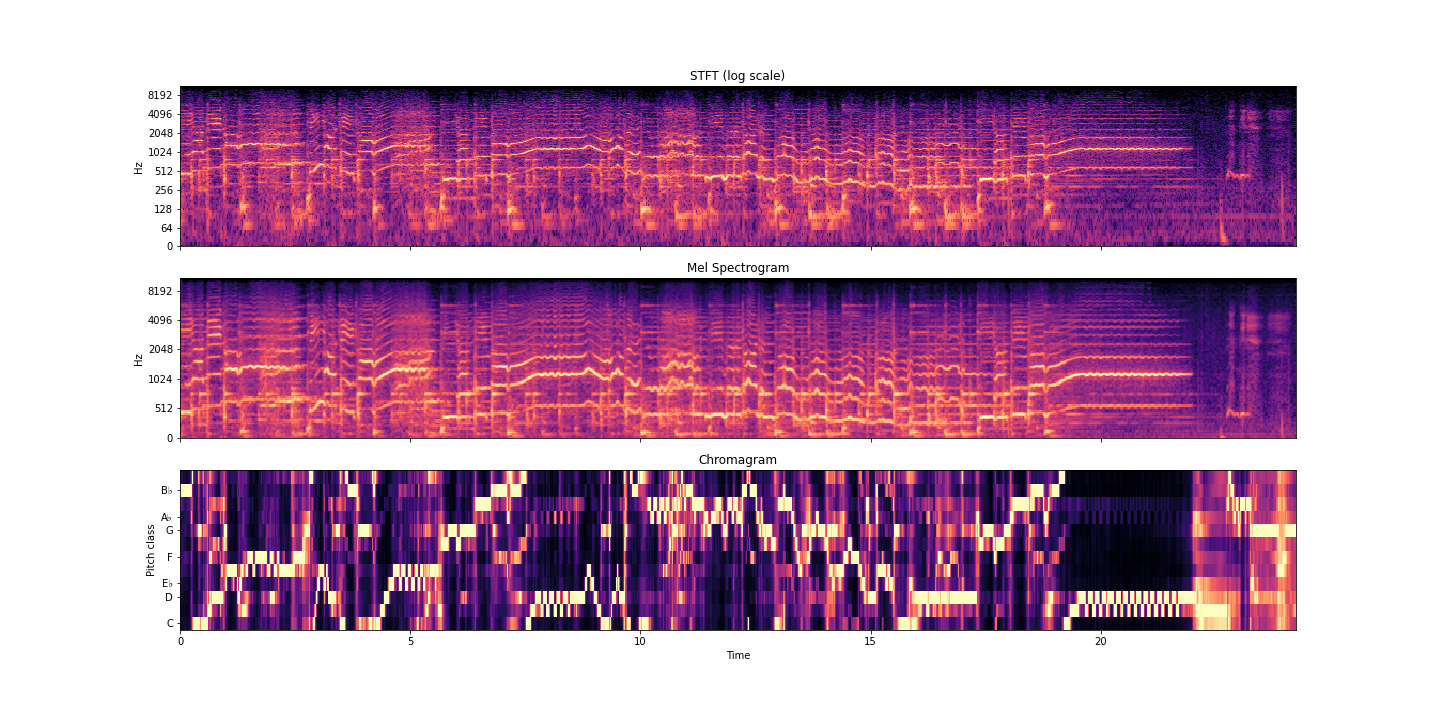 STFT (log scale)
8192
4096
2048
1024
512
256
128
64
0
Hz
Mel Spectrogram
8192
4096
2048
1024
512
0
Hz
Chromagram
B♭
A♭
G
F
E♭
D
C
Pitch class
0 5 10 15 20
Time